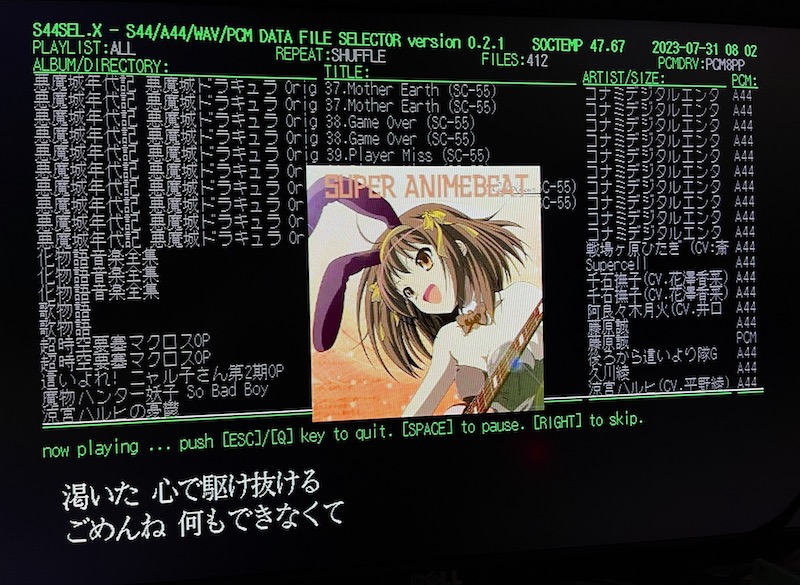 S44SEL.X - S44/A44/WAV/PCM DATA FILE SELECTOR version 0.2.1 SOCTEMP 47.67 2023-07-31 08 02
PLAYLIST:ALL REPEAT:SHUFFLE FILES:412 PCMDRV:PCM8PP
ALBUM/DIRECTORY: TITLE: ARTIST/SIZE: PCM:
悪魔城年代記 悪魔城ドラキュラ Orig 37.Mother Earth (SC-55) コナミデジタルエンタ A44
悪魔城年代記 悪魔城ドラキュラ Orig 37.Mother Earth (SC-55) コナミデジタルエンタ A44
悪魔城年代記 悪魔城ドラキュラ Orig 38.Game Over (SC-55) コナミデジタルエンタ A44
悪魔城年代記 悪魔城ドラキュラ Orig 38.Game Over (SC-55) コナミデジタルエンタ A44
悪魔城年代記 悪魔城ドラキュラ Orig 39.Player Miss (SC-55) コナミデジタルエンタ A44
悪魔城年代記 悪魔城ドラキュラ Or コナミデジタルエンタ A44
悪魔城年代記 悪魔城ドラキュラ Or SC-55) コナミデジタルエンタ A44
悪魔城年代記 悪魔城ドラキュラ Or SC-55) コナミデジタルエンタ A44
悪魔城年代記 悪魔城ドラキュラ Or コナミデジタルエンタ A44
化物語音楽全集 戦場ヶ原ひたぎ (CV:斎 A44
化物語音楽全集 Supercell A44
化物語音楽全集 千石撫子(CV.花澤香菜) A44
歌物語 千石撫子(CV.花澤香菜) A44
歌物語 阿良々木月火(CV.井口 A44
超時空要塞マクロスOP 藤原誠 A44
超時空要塞マクロスOP 藤原誠 PCM
這いよれ! ニャル子さん第2期OP 後ろから這いより隊G A44
魔物ハンター妖子 So Bad Boy 久川綾 A44
涼宮ハルヒの憂鬱 涼宮ハルヒ(CV.平野綾) A44
SUPER ANIMEBEAT
now playing ... push [ESC]/[Q] key to quit. [SPACE] to pause. [RIGHT] to skip.
渇いた 心で駆け抜ける
ごめんね 何もできなくて